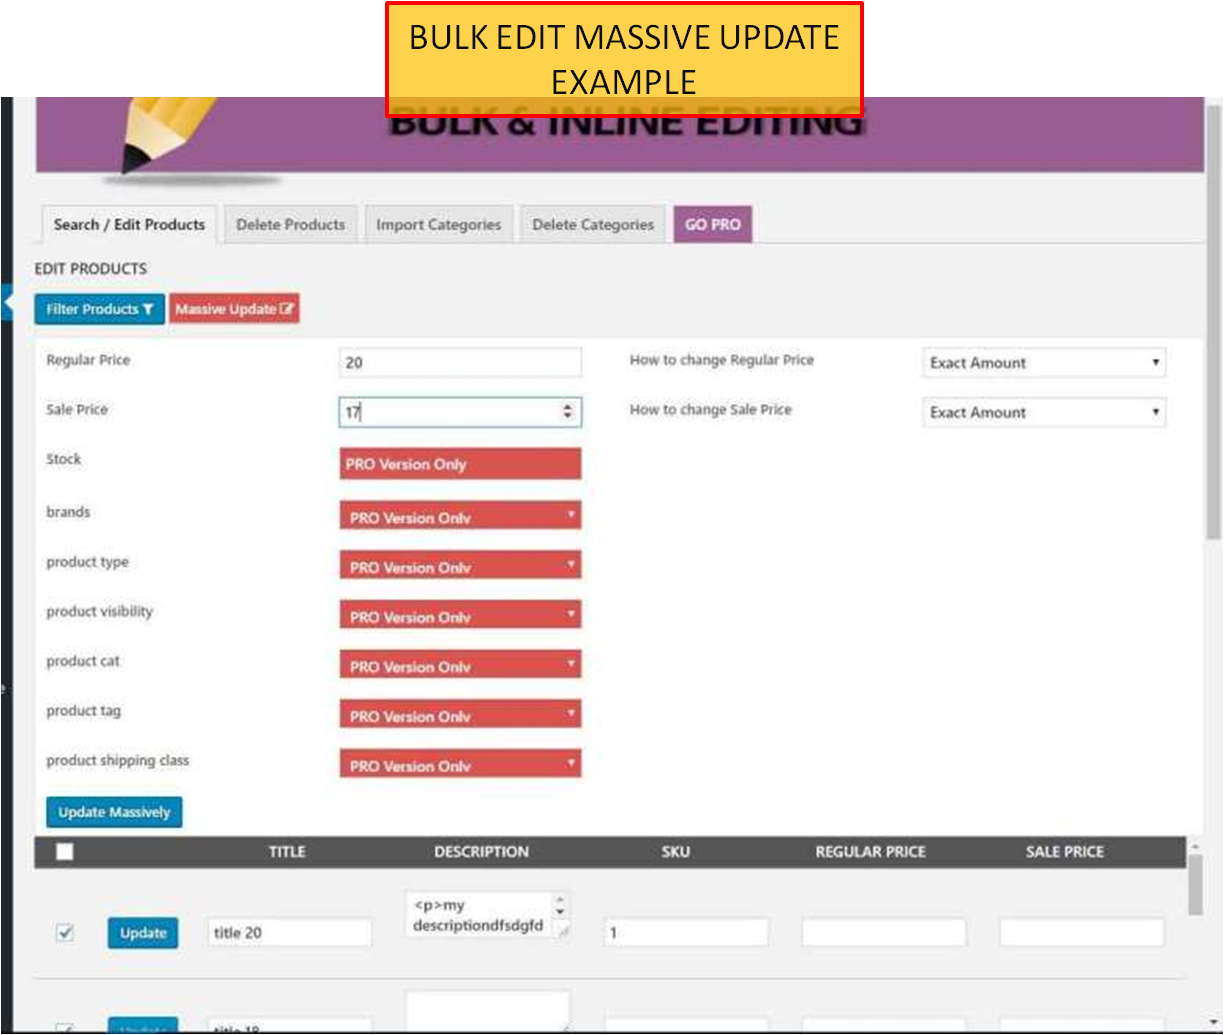 BULK EDIT MASSIVE UPDATE
EXAMPLE
BULK & INLINE EDITING
Search / Edit Products Delete Products Import Categories Delete Categories GO PRO
EDIT PRODUCTS
Filter Products Massive Update
Regular Price 20 How to change Regular Price Exact Amount
Sale Price 17 How to change Sale Price Exact Amount
Stock PRO Version Only
brands PRO Version Only
product type PRO Version Only
product visibility PRO Version Only
product cat PRO Version Only
product tag PRO Version Only
product shipping class PRO Version Only
Update Massively
TITLE DESCRIPTION SKU REGULAR PRICE SALE PRICE
<p>my
Update title 20 descriptiondfsdgfd 1
Update title 18